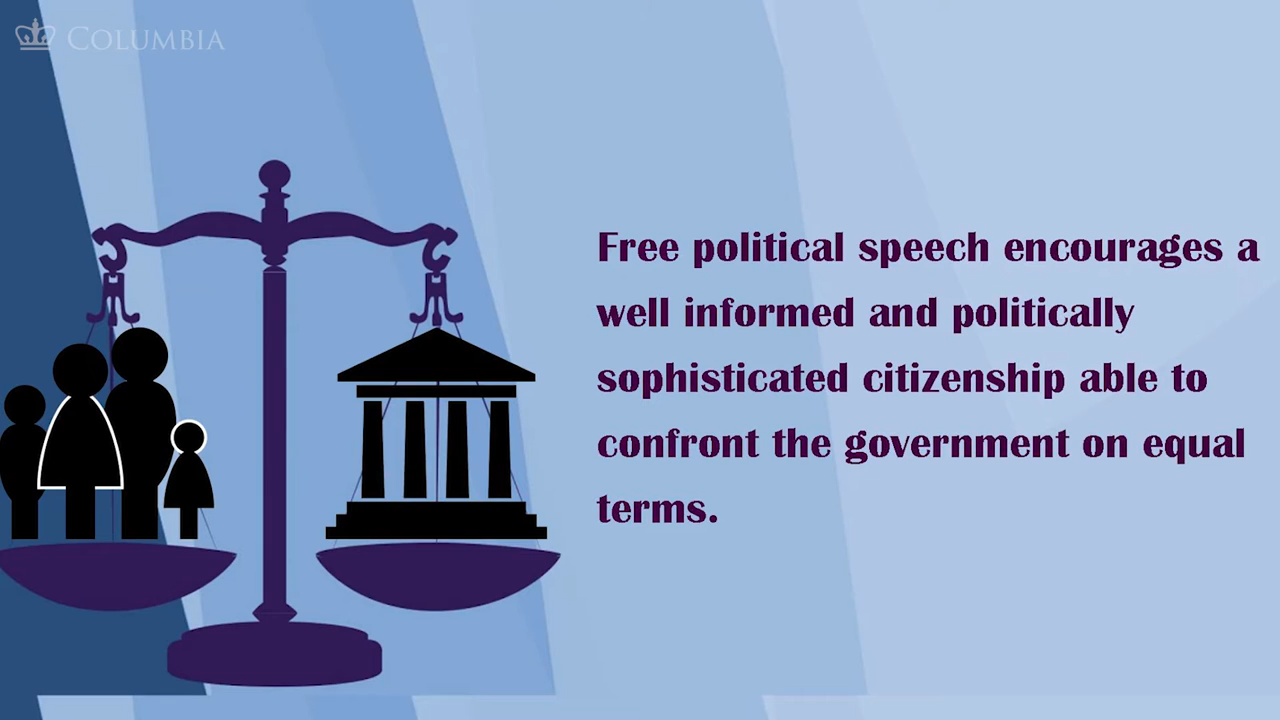 COLUMBIA
Free political speech encourages a
well informed and politically
sophisticated citizenship able to
confront the government on equal
terms.